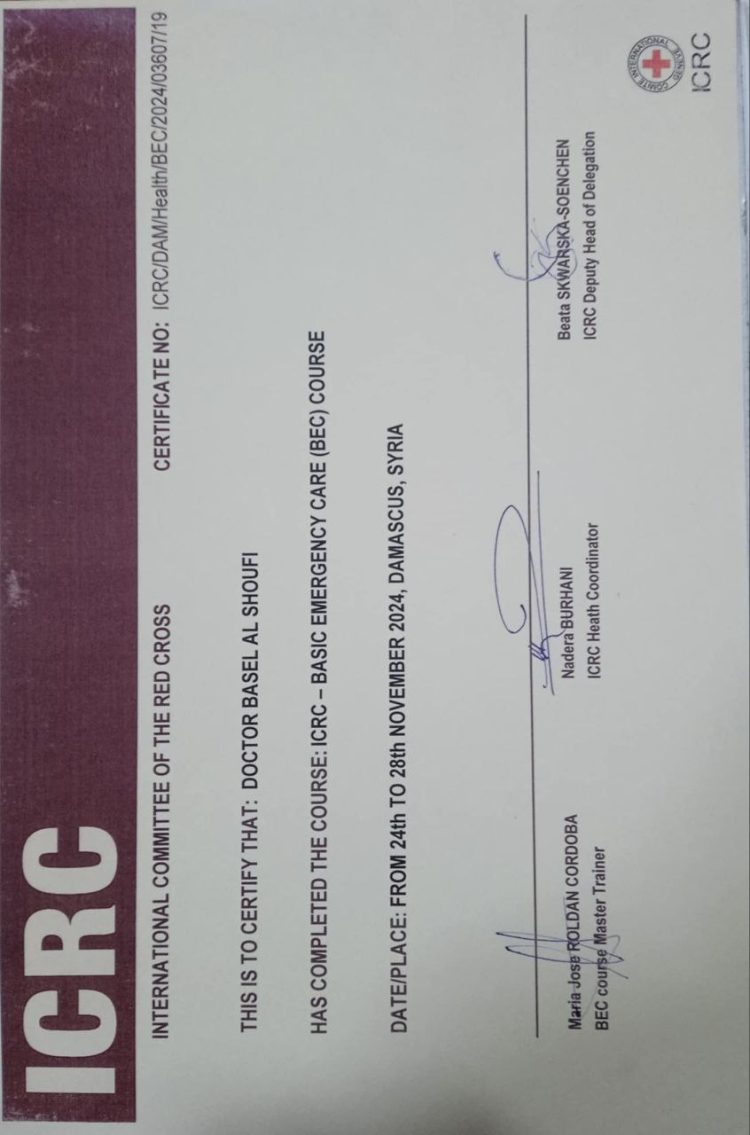 ICRC
INTERNATIONAL COMMITTEE OF THE RED CROSS CERTIFICATE NO: ICRC/DAM/Health/BEC/2024/03607/19
THIS IS TO CERTIFY THAT: DOCTOR BASEL AL SHOUFI
HAS COMPLETED THE COURSE: ICRC – BASIC EMERGENCY CARE (BEC) COURSE
DATE/PLACE: FROM 24th TO 28th NOVEMBER 2024, DAMASCUS, SYRIA
Maria Jose ROLDAN CORDOBA
BEC course Master Trainer
Nadera BURHANI
ICRC Heath Coordinator
Beata SKWARSKA-SOENCHEN
ICRC Deputy Head of Delegation
COMITE INTERNATIONAL GENEVE
ICRC